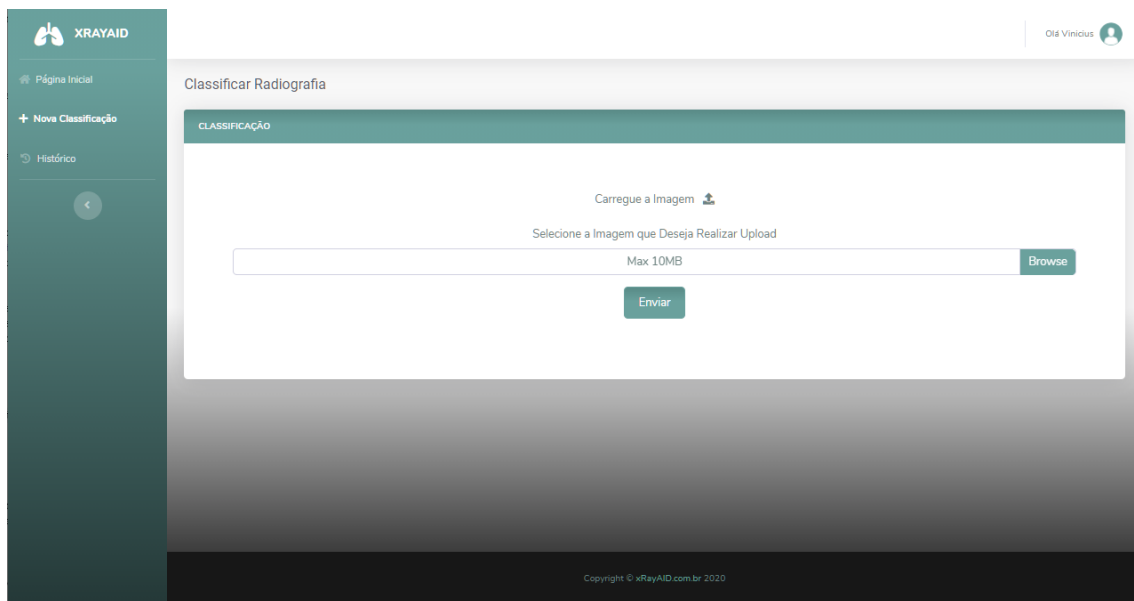 XRAYAID
Olá Vinicius
Página Inicial
Nova Classificação
Histórico
Classificar Radiografia
CLASSIFICAÇÃO
Carregue a Imagem
Selecione a Imagem que Deseja Realizar Upload
Max 10MB
Browse
Enviar
Copyright © xRayAID.com.br 2020